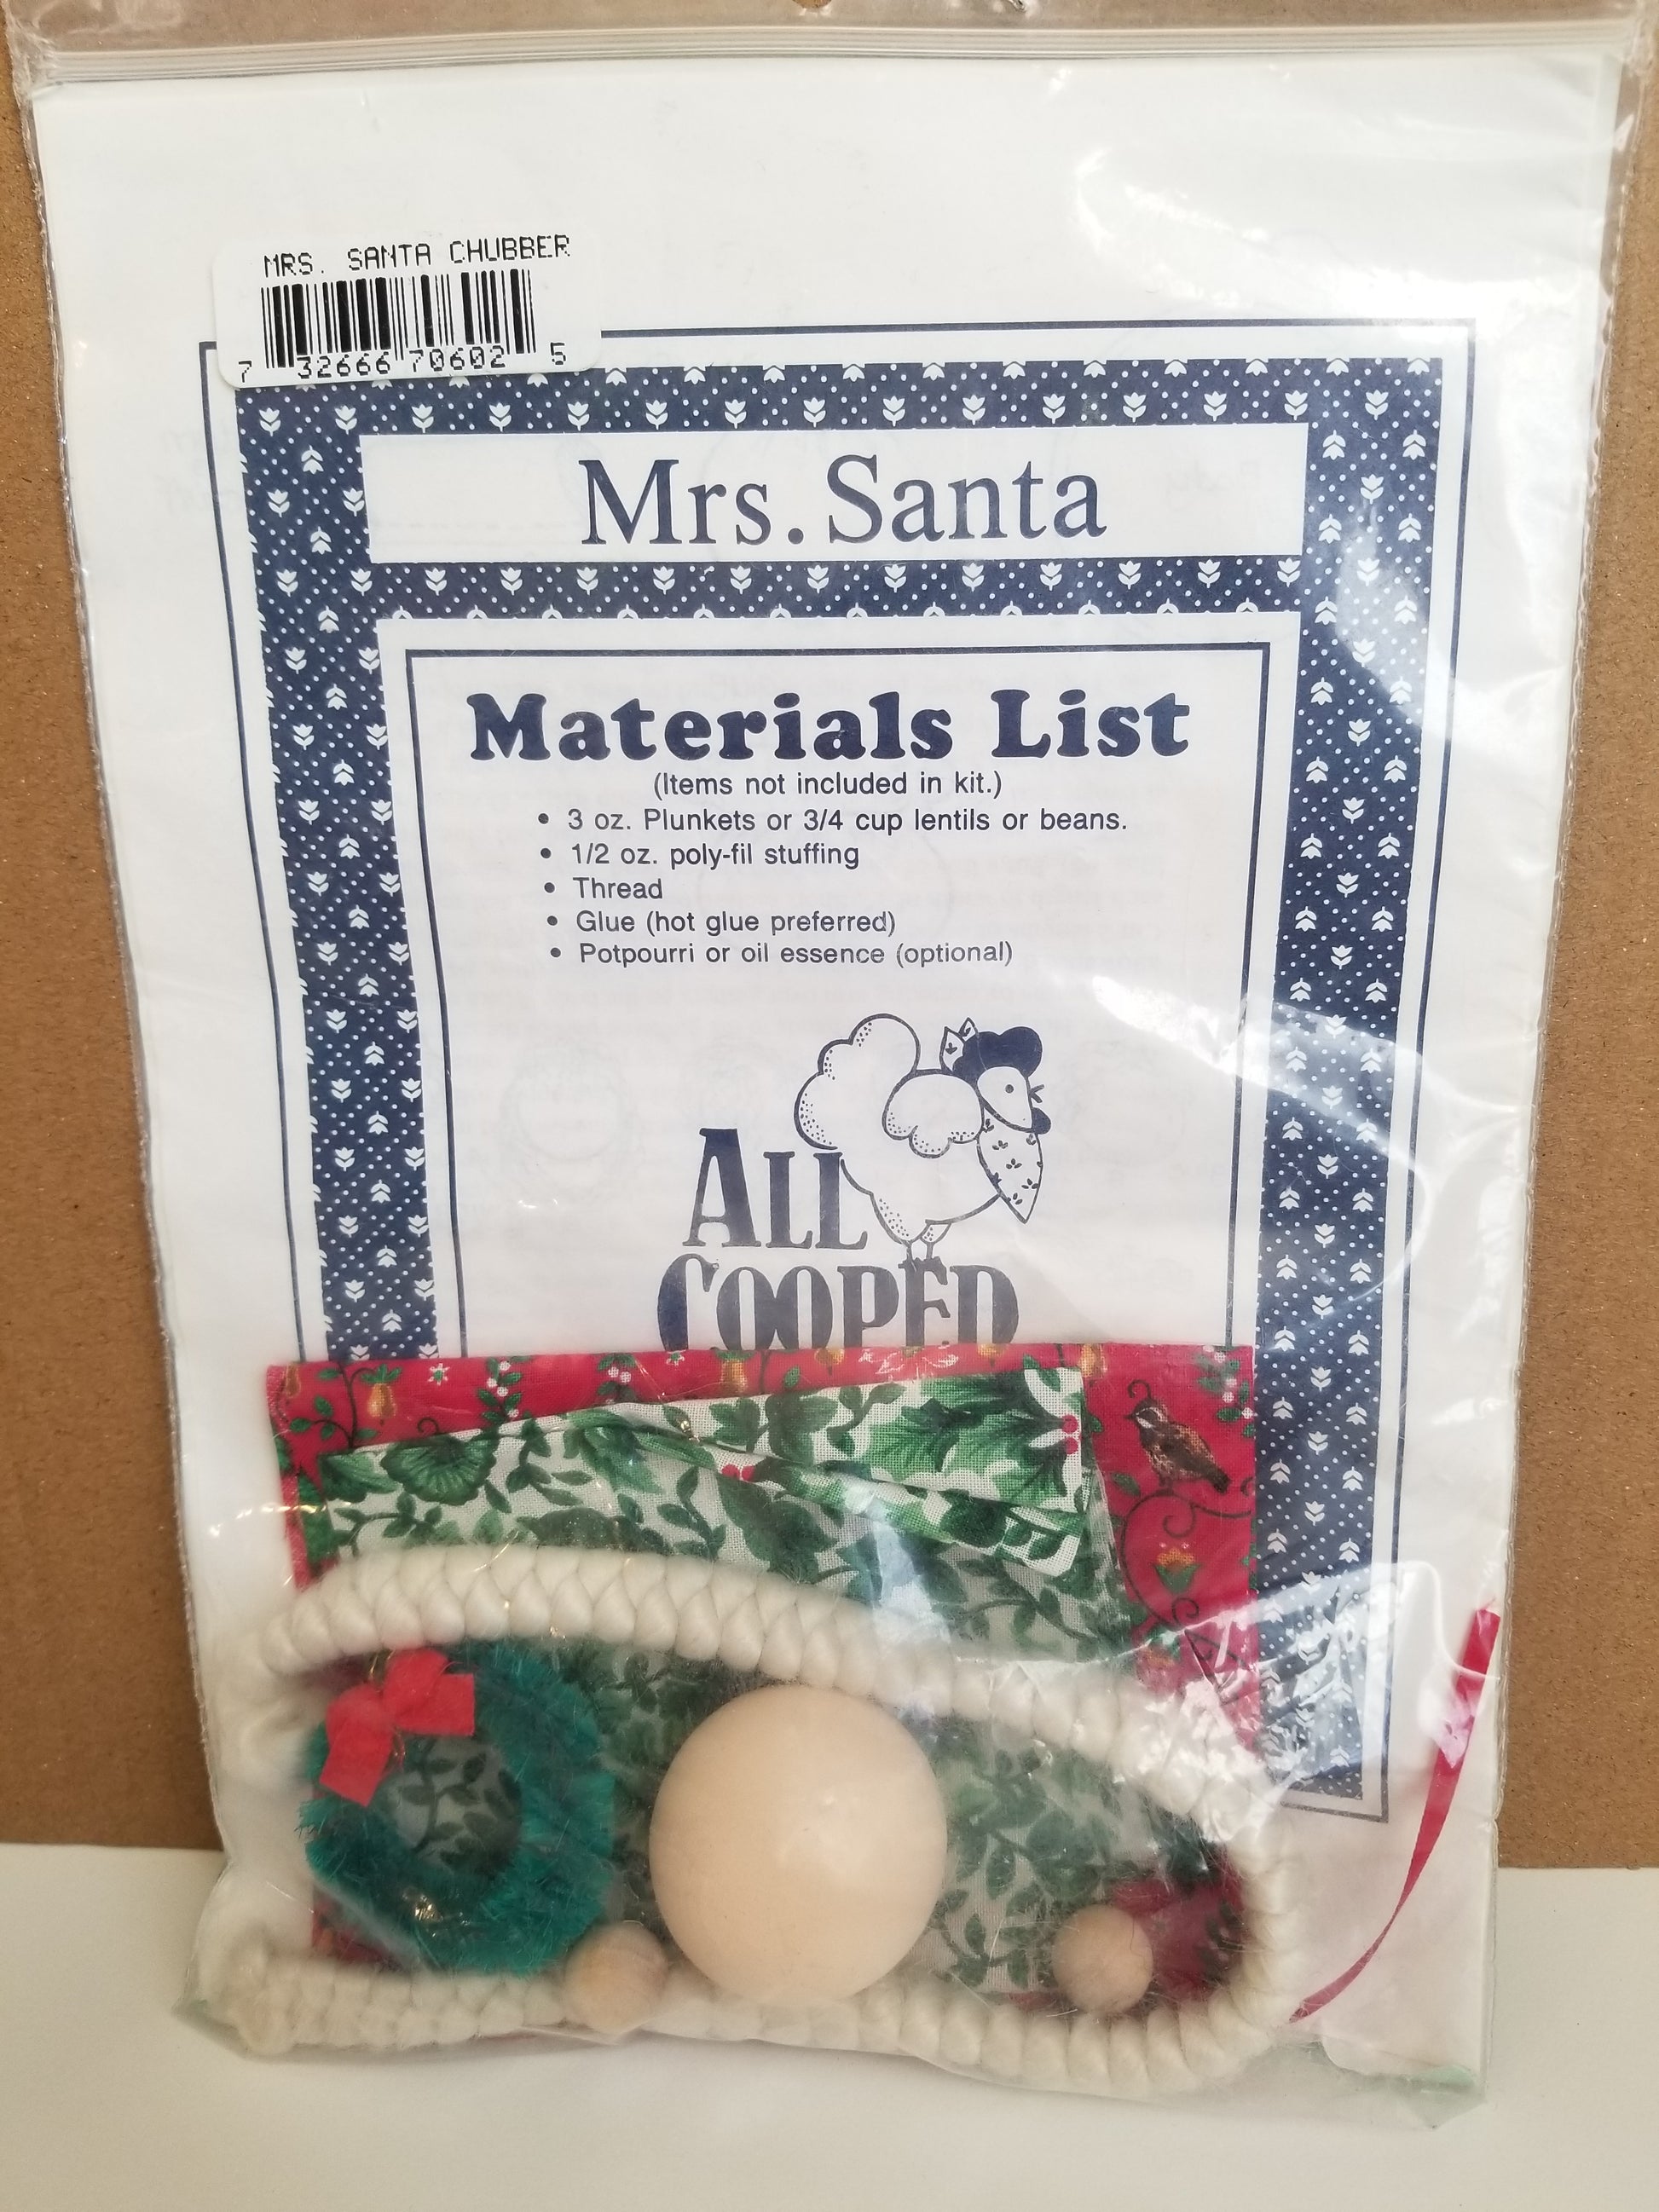 MRS. SANTA CHUBBER
7 32666 70602 5
Mrs. Santa
Materials List
(Items not included in kit.)
• 3 oz. Plunkets or 3/4 cup lentils or beans.
• 1/2 oz. poly-fil stuffing
• Thread
• Glue (hot glue preferred)
• Potpourri or oil essence (optional)
ALL
COOPED